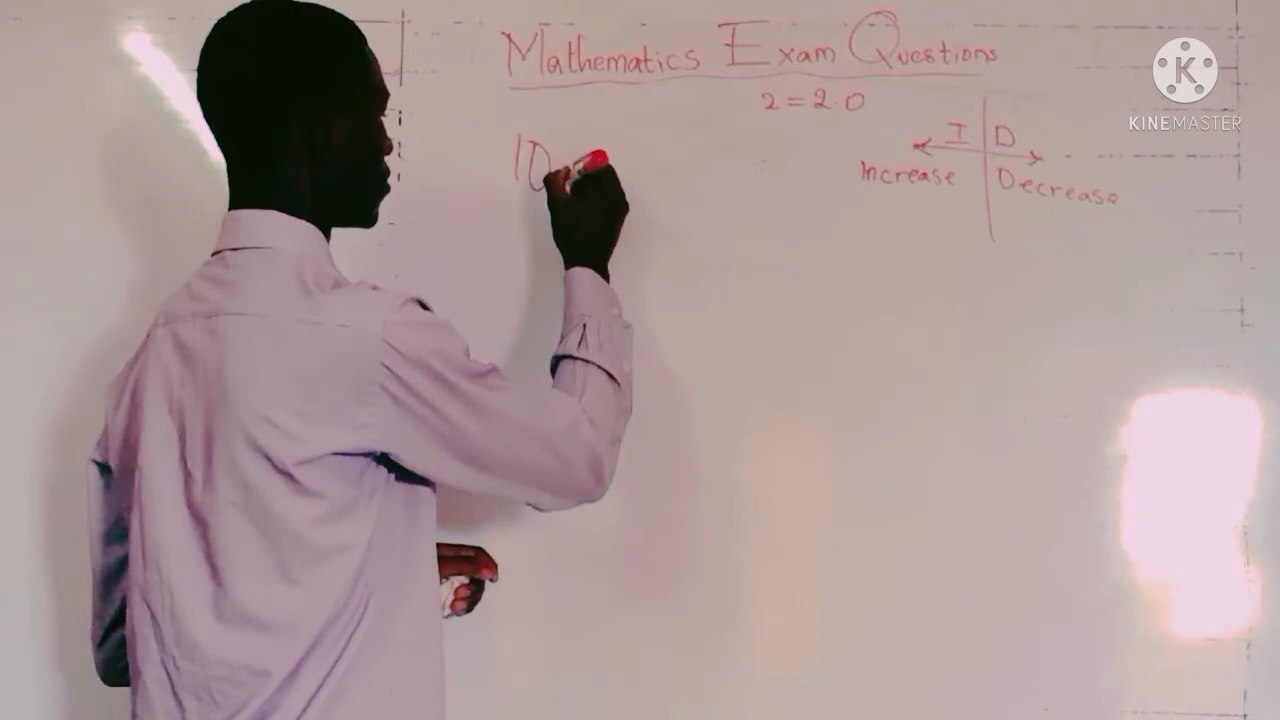 Mathematics Exam Questions
2 = 2.0
I D
Increase Decrease
10
K
KINEMASTER